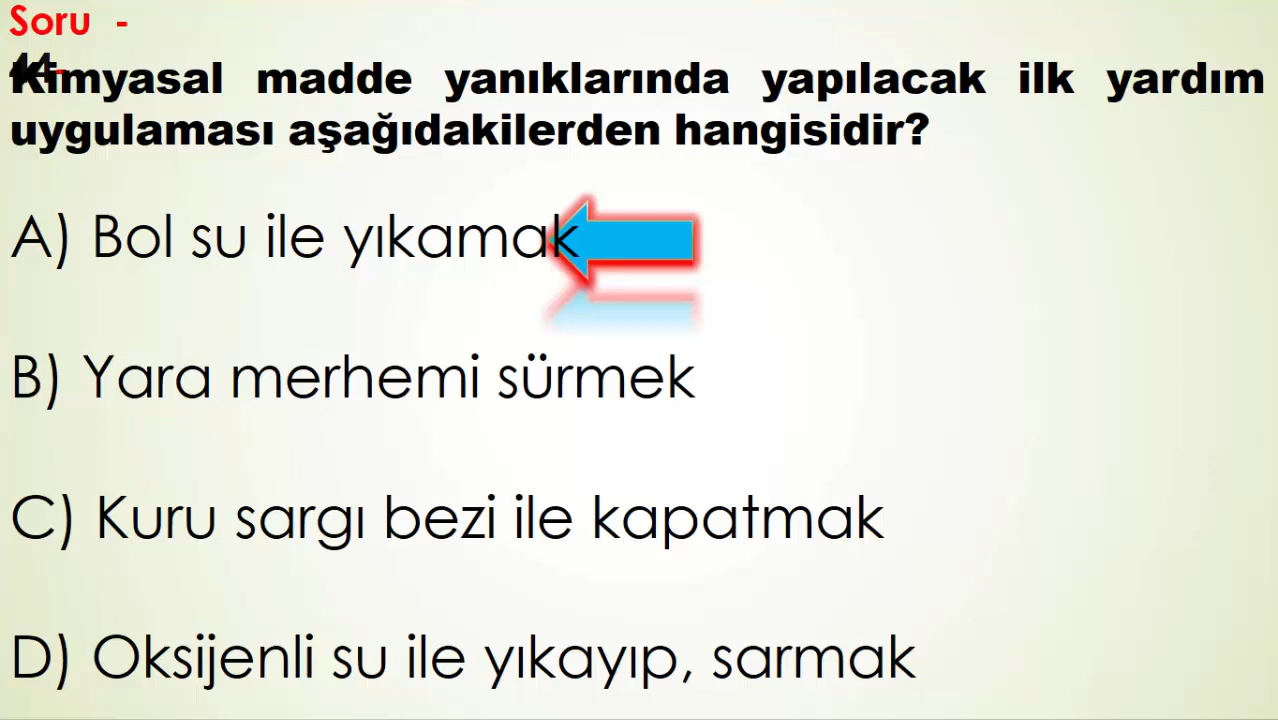 Soru -
44-
Kimyasal madde yanıklarında yapılacak ilk yardım
uygulaması aşağıdakilerden hangisidir?
A) Bol su ile yıkamak
B) Yara merhemi sürmek
C) Kuru sargı bezi ile kapatmak
D) Oksijenli su ile yıkayıp, sarmak